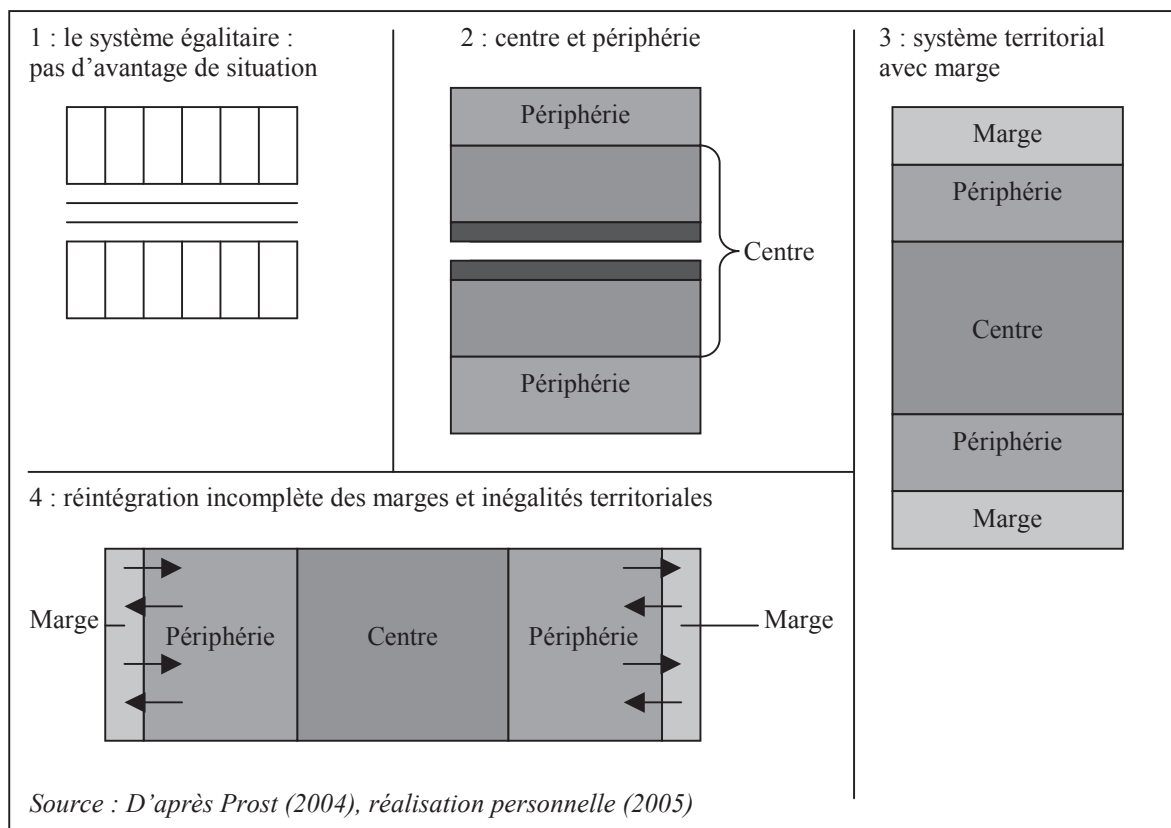 1 : le système égalitaire :
pas d’avantage de situation
2 : centre et périphérie
Périphérie
Centre
Périphérie
3 : système territorial
avec marge
Marge
Périphérie
Centre
Périphérie
Marge
4 : réintégration incomplète des marges et inégalités territoriales
Marge
Périphérie
Centre
Périphérie
Marge
Source : D’après Prost (2004), réalisation personnelle (2005)